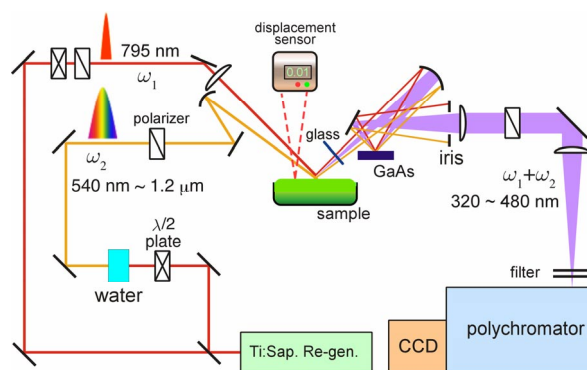 displacement
sensor
0.01
795 nm
ω1
polarizer
ω2
540 nm ~ 1.2 μm
glass
GaAs
iris
ω1+ω2
320 ~ 480 nm
sample
λ/2
plate
water
filter
Ti:Sap. Re-gen.
CCD
polychromator